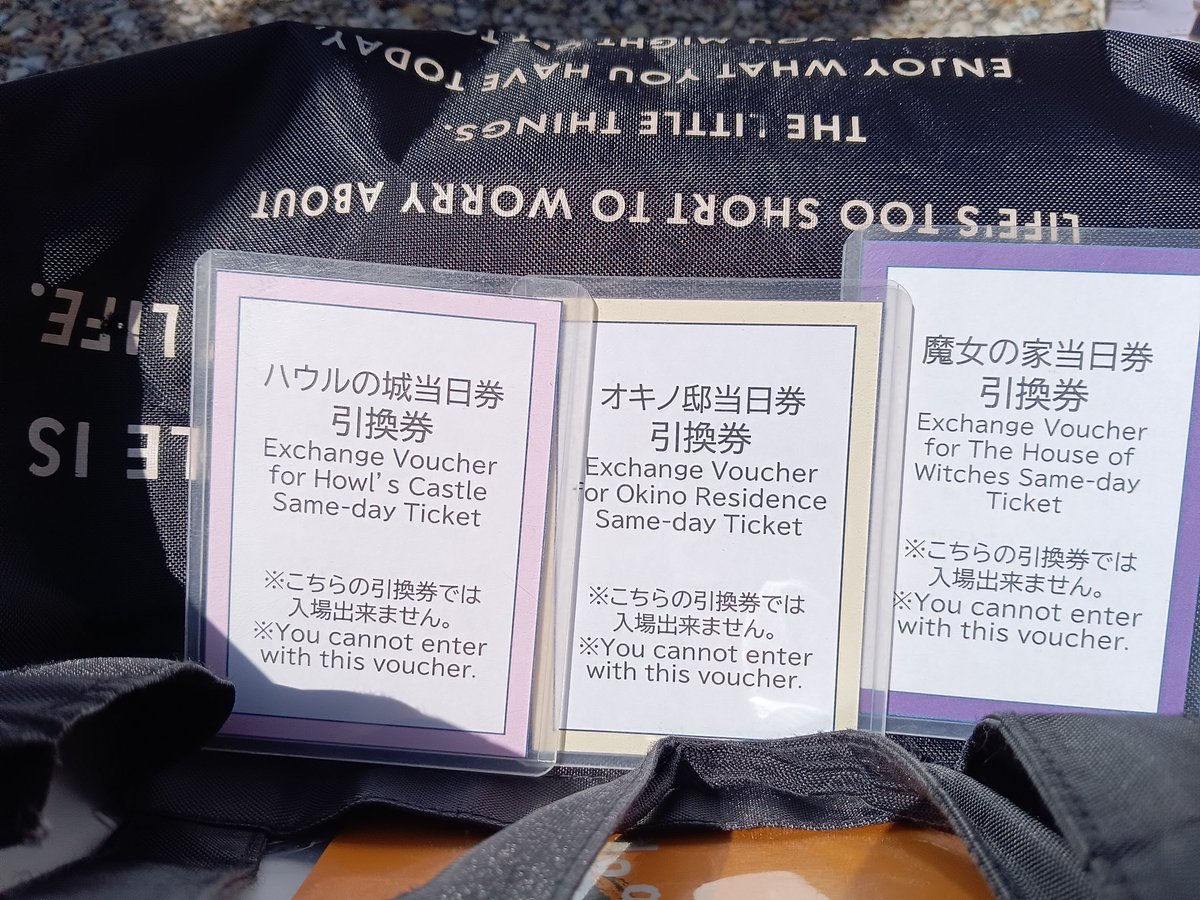 ハウルの城当日券
引換券
Exchange Voucher
for Howl's Castle
Same-day Ticket
※こちらの引換券では
入場出来ません。
※You cannot enter
with this voucher.
オキノ邸当日券
引換券
Exchange Voucher
for Okino Residence
Same-day Ticket
※こちらの引換券では
入場出来ません。
※You cannot enter
with this voucher.
魔女の家当日券
引換券
Exchange Voucher
for The House of
Witches Same-day
Ticket
※こちらの引換券では
入場出来ません。
※You cannot enter
with this voucher.
IS
LIFE.
LIFE'S TOO SHORT TO WORRY ABOUT
THE LITTLE THINGS.
ENJOY WHAT YOU HAVE TODAY,
YOU MIGHT